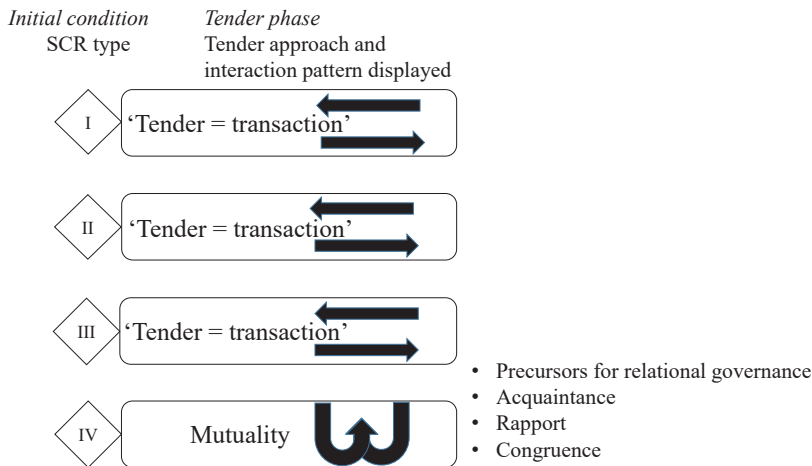 Initial condition
SCR type
Tender phase
Tender approach and
interaction pattern displayed
I
‘Tender = transaction’
II
‘Tender = transaction’
III
‘Tender = transaction’
IV
Mutuality
• Precursors for relational governance
• Acquaintance
• Rapport
• Congruence